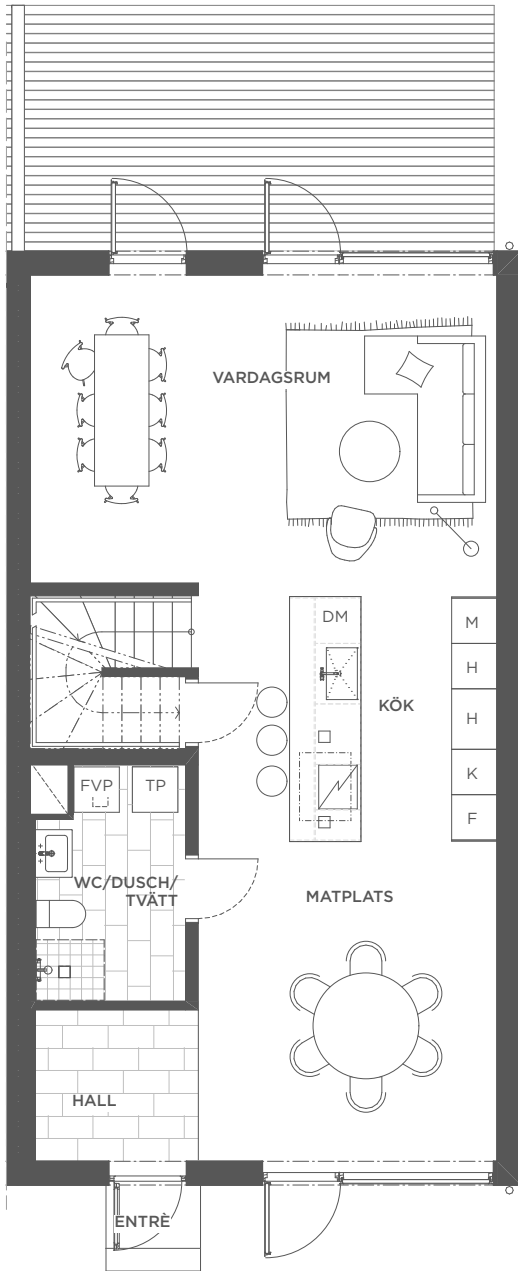 VARDAGSRUM
DM
M
H
KÖK
H
FVP
TP
K
F
WC/DUSCH/
TVÄTT
MATPLATS
HALL
ENTRÈ